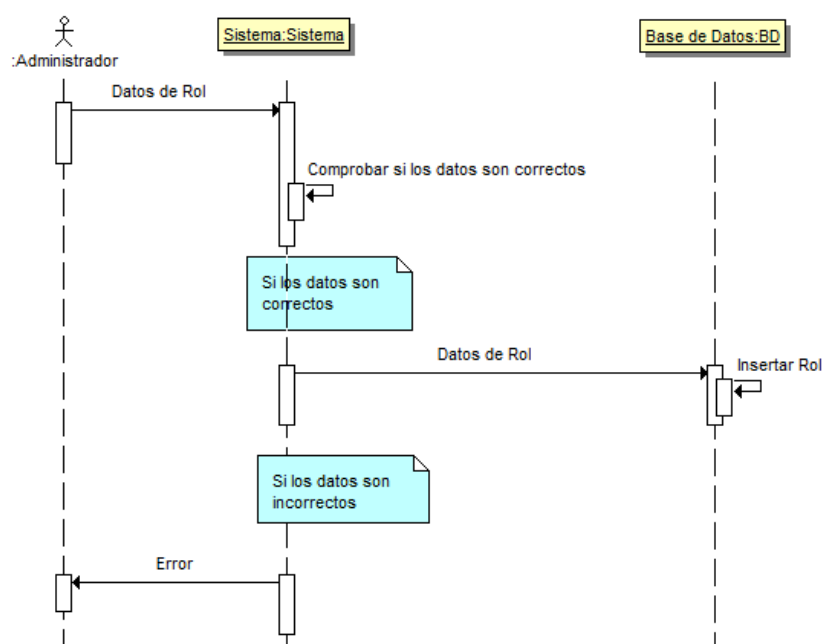 Sistema:Sistema
Base de Datos:BD
:Administrador
Datos de Rol
Comprobar si los datos son correctos
Si los datos son
correctos
Datos de Rol
Insertar Rol
Si los datos son
incorrectos
Error